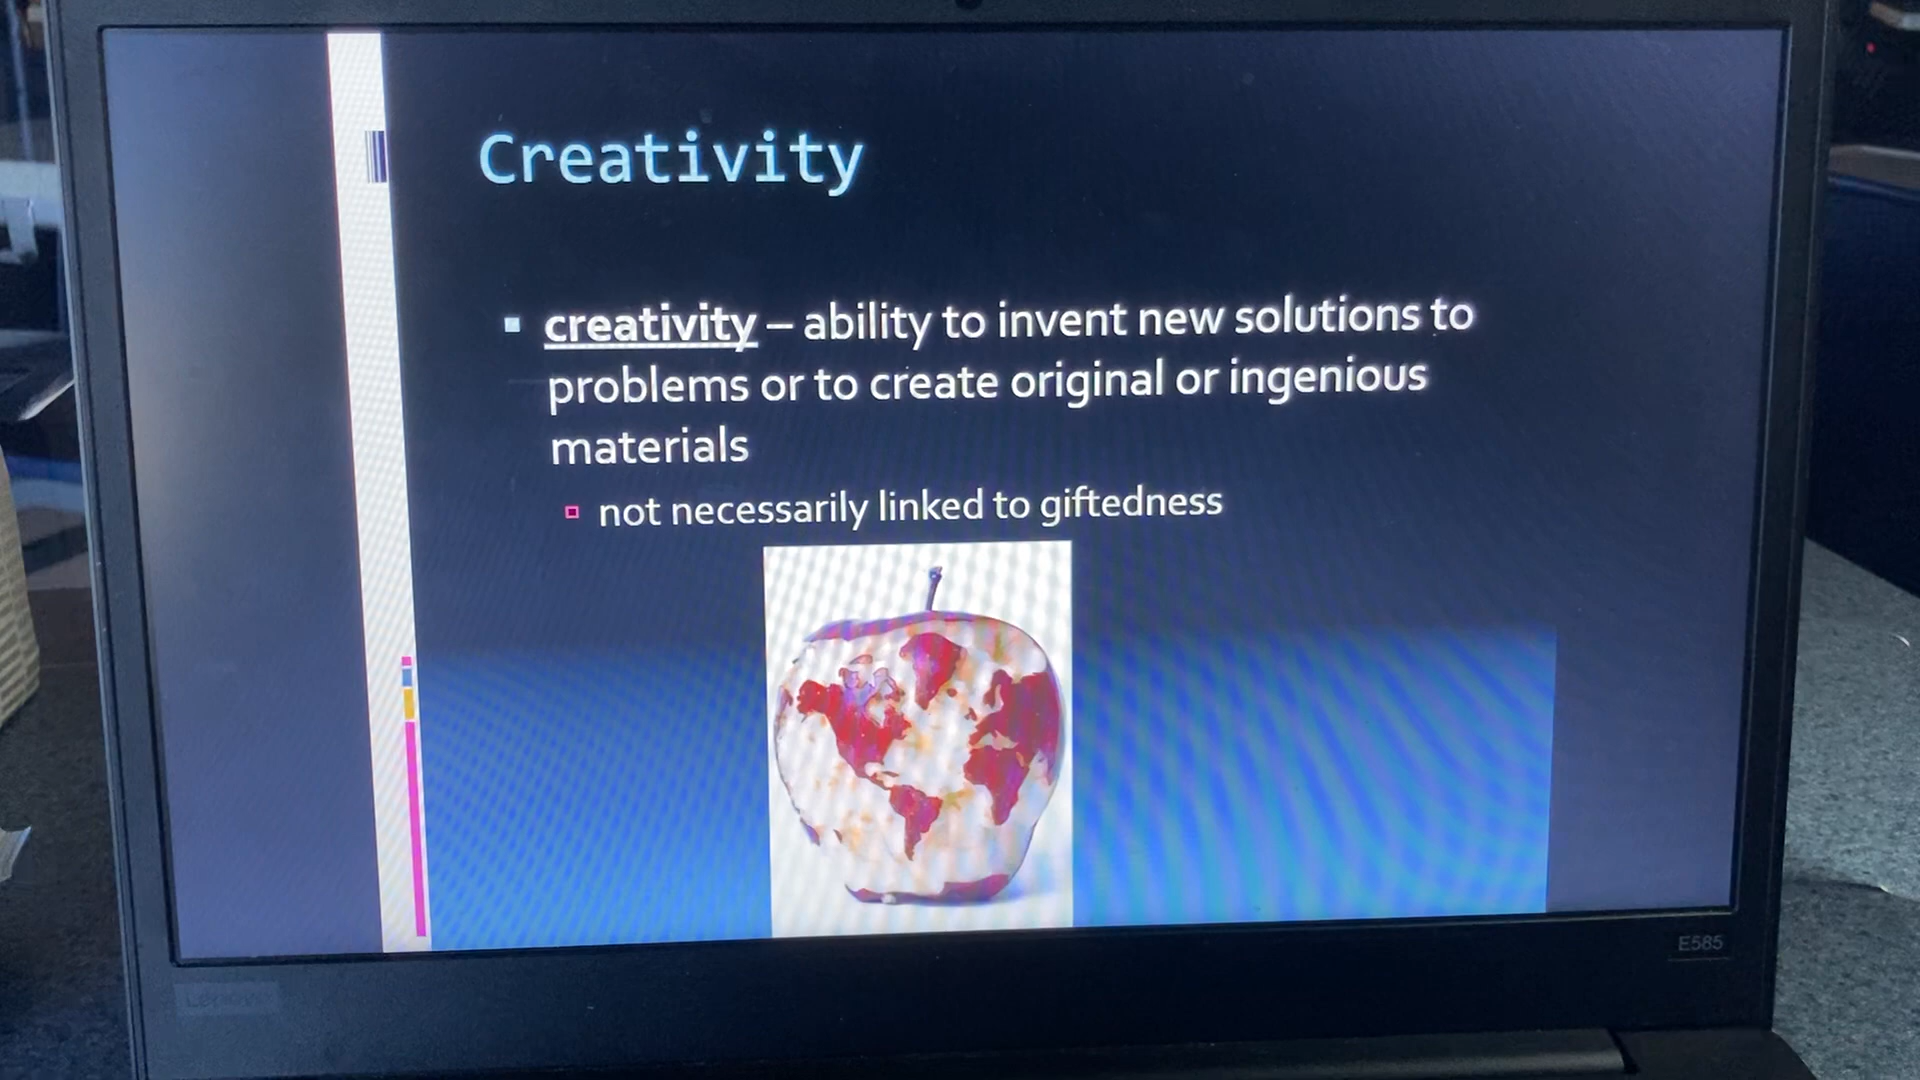 Creativity
creativity – ability to invent new solutions to
problems or to create original or ingenious
materials
not necessarily linked to giftedness
E585
Lenovo